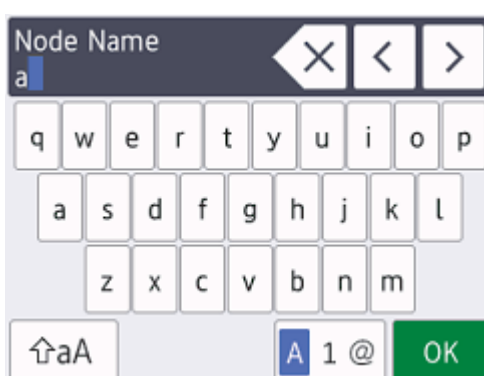 Node Name
a
q w e r t y u i o p
a s d f g h j k l
z x c v b n m
aA A 1 @ OK